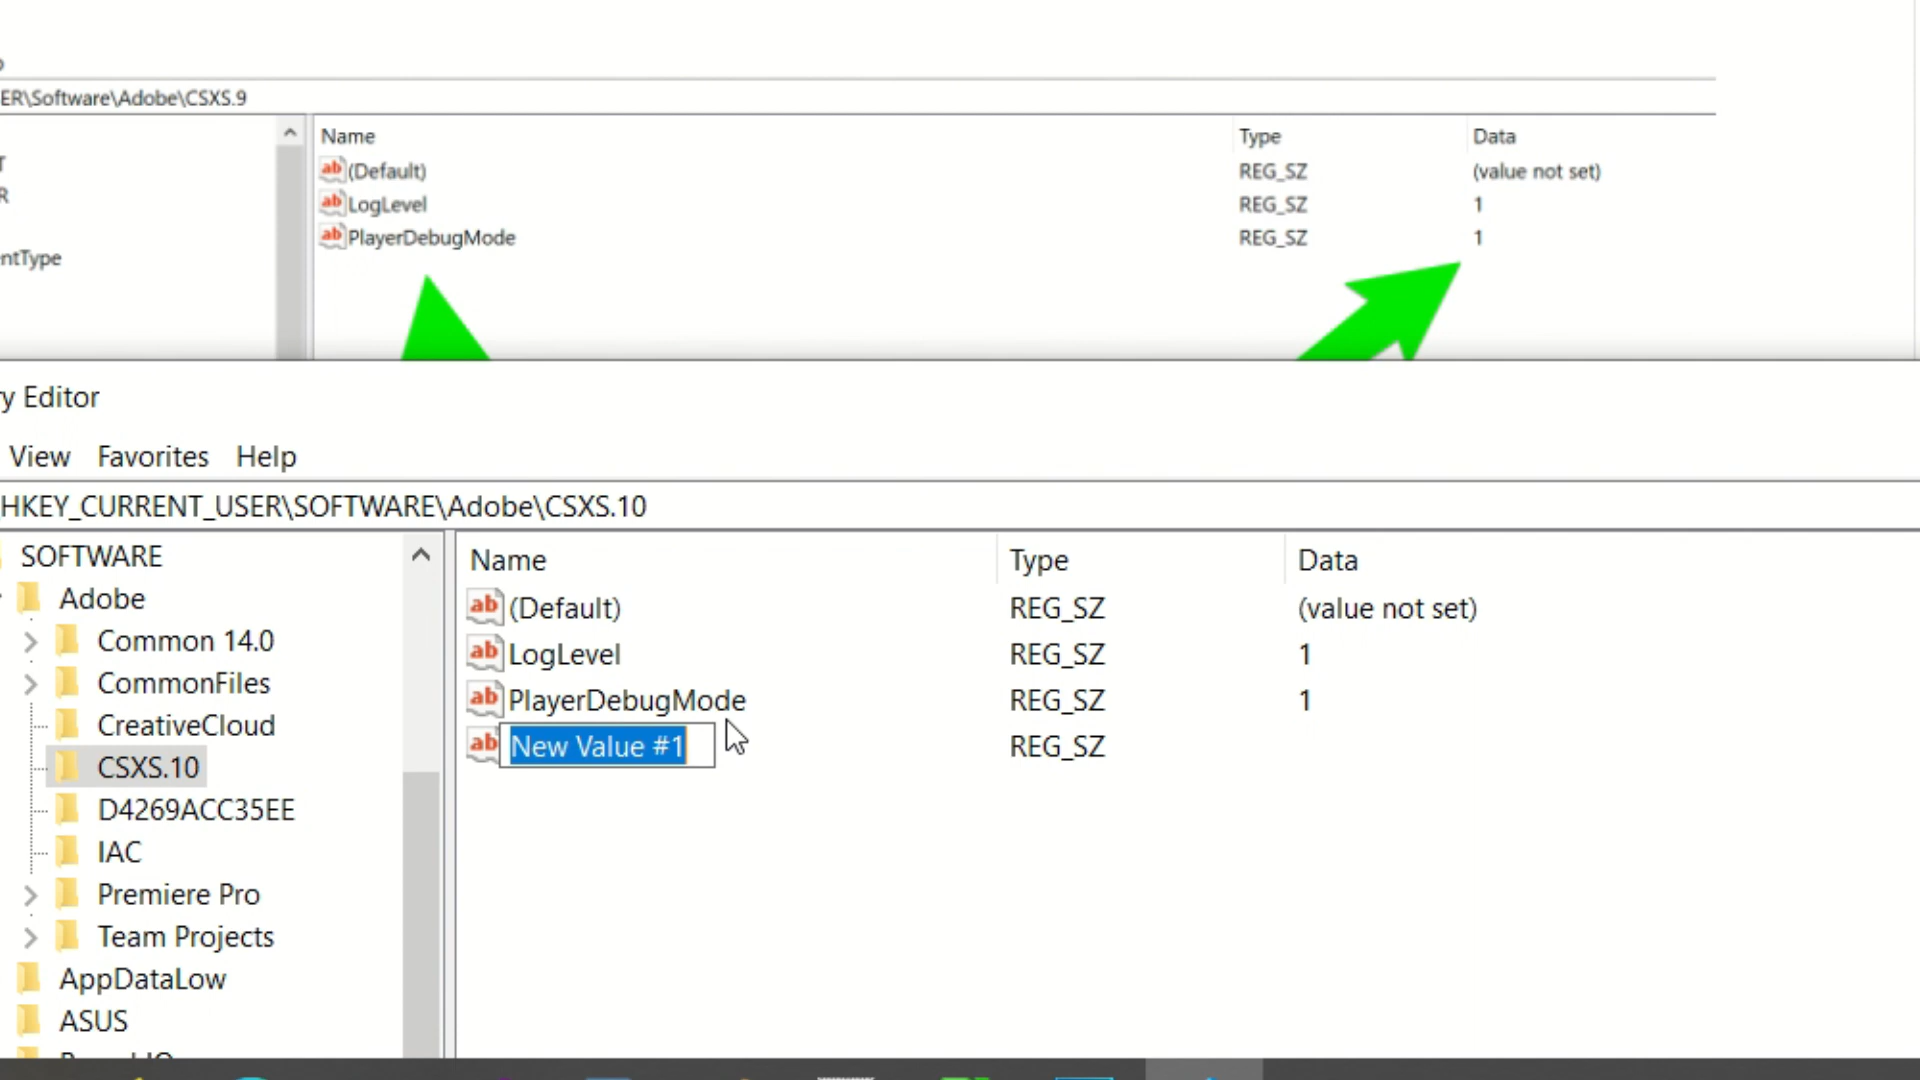 ER\Software\Adobe\CSXS.9
Name Type Data
(Default) REG_SZ (value not set)
LogLevel REG_SZ 1
PlayerDebugMode REG_SZ 1
T
R
entType
ry Editor
View Favorites Help
HKEY_CURRENT_USER\SOFTWARE\Adobe\CSXS.10
SOFTWARE
Adobe
Common 14.0
CommonFiles
CreativeCloud
CSXS.10
D4269ACC35EE
IAC
Premiere Pro
Team Projects
AppDataLow
ASUS
Name Type Data
(Default) REG_SZ (value not set)
LogLevel REG_SZ 1
PlayerDebugMode REG_SZ 1
New Value #1 REG_SZ